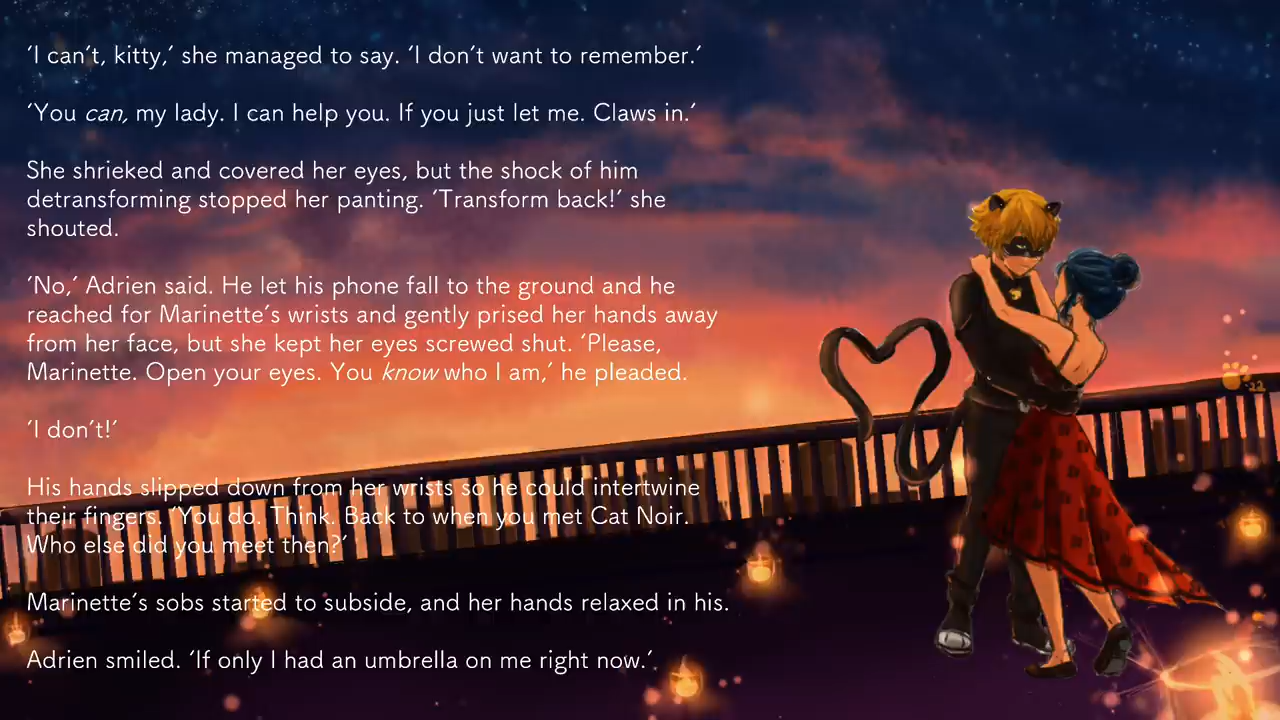 ‘I can’t, kitty,’ she managed to say. ‘I don’t want to remember.’
‘You can, my lady. I can help you. If you just let me. Claws in.’
She shrieked and covered her eyes, but the shock of him
detransforming stopped her panting. ‘Transform back!’ she
shouted.
‘No,’ Adrien said. He let his phone fall to the ground and he
reached for Marinette’s wrists and gently prised her hands away
from her face, but she kept her eyes screwed shut. ‘Please,
Marinette. Open your eyes. You know who I am,’ he pleaded.
‘I don’t!’
His hands slipped down from her wrists so he could intertwine
their fingers. ‘You do. Think. Back to when you met Cat Noir.
Who else did you meet then?’
Marinette’s sobs started to subside, and her hands relaxed in his.
Adrien smiled. ‘If only I had an umbrella on me right now.’
'22